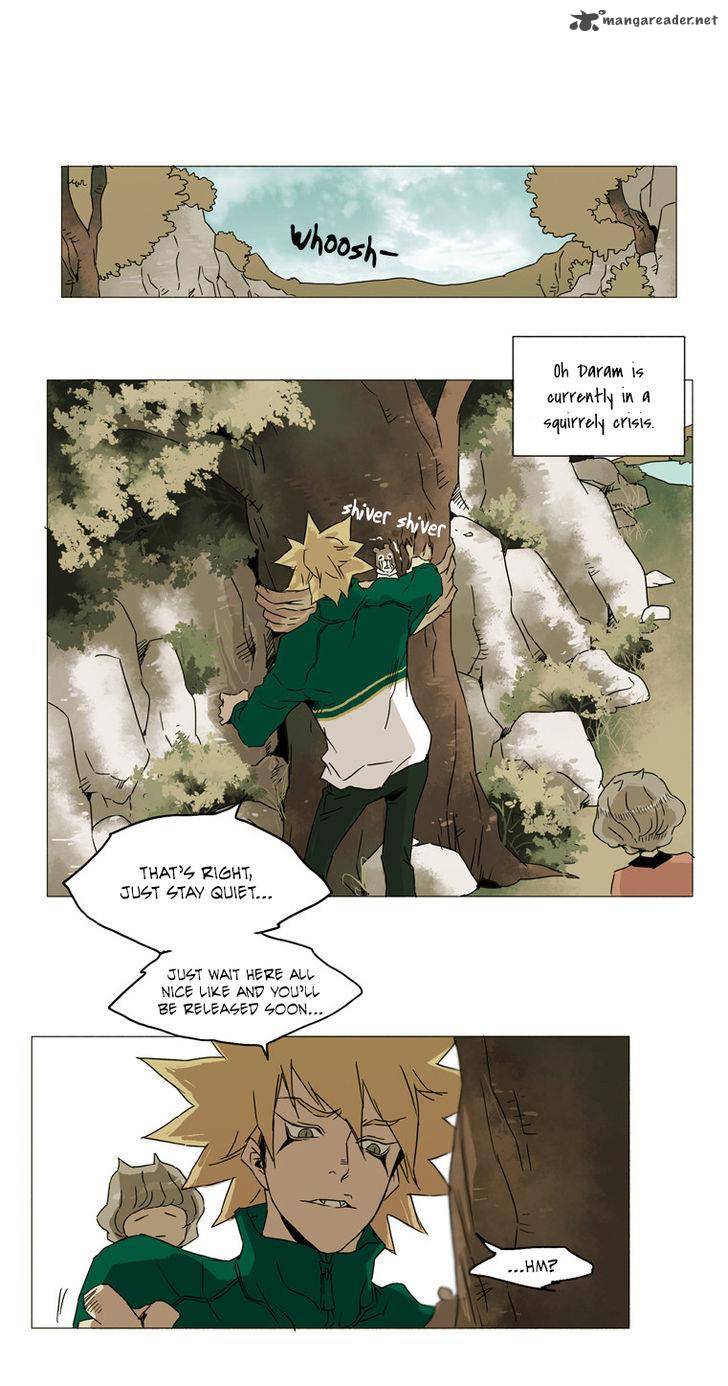 mangareader.net
Whoosh-
Oh Daram is
currently in a
squirrely crisis.
shiver shiver
THAT'S RIGHT,
JUST STAY QUIET...
JUST WAIT HERE ALL
NICE LIKE AND YOU'LL
BE RELEASED SOON...
...HM?